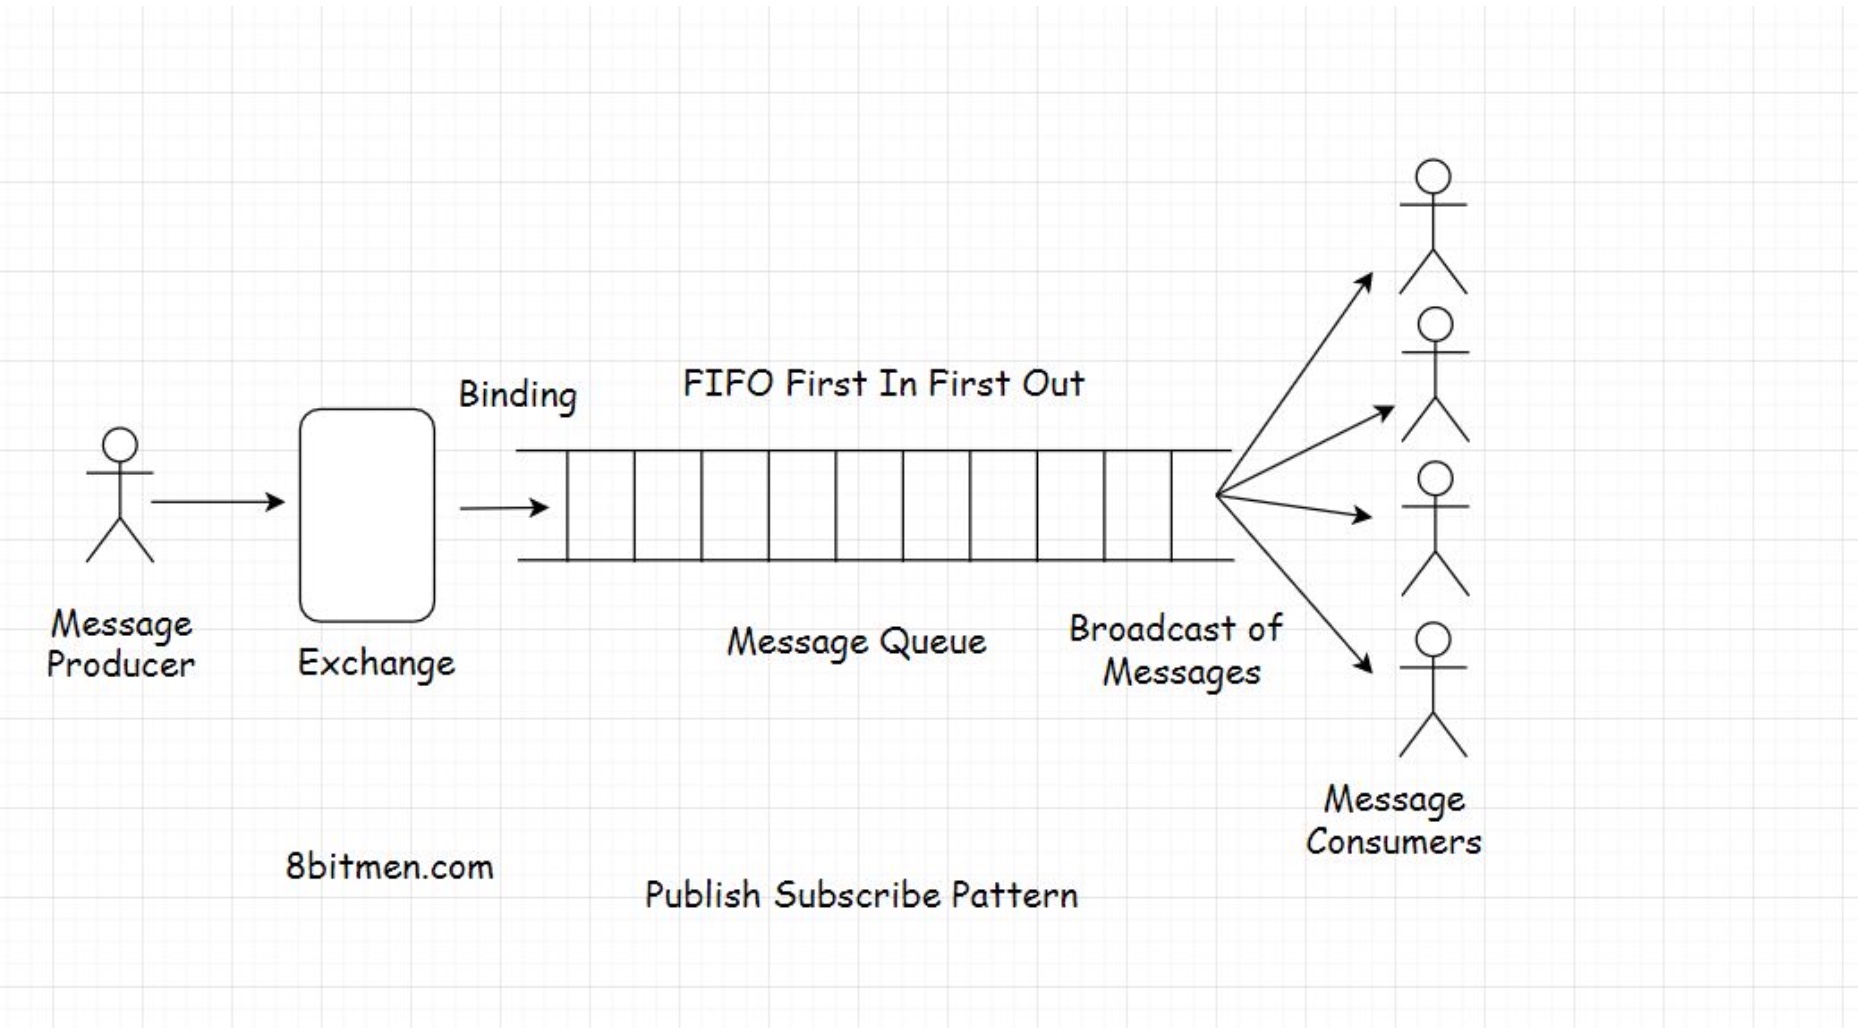 FIFO First In First Out
Binding
Message
Producer
Exchange
Message Queue
Broadcast of
Messages
Message
Consumers
8bitmen.com
Publish Subscribe Pattern